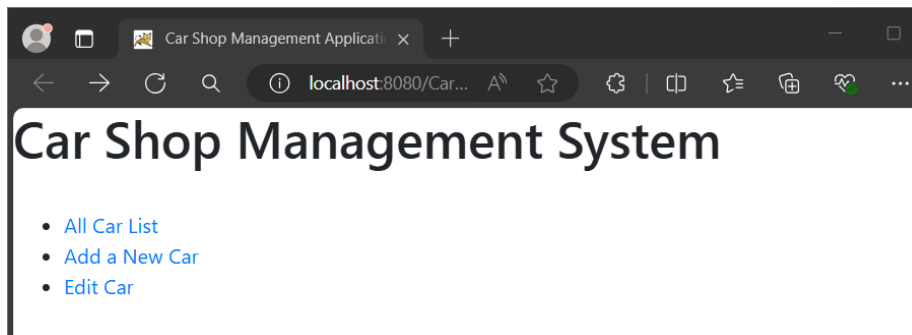 Car Shop Management Applicati
localhost:8080/Car...
Car Shop Management System
All Car List
Add a New Car
Edit Car